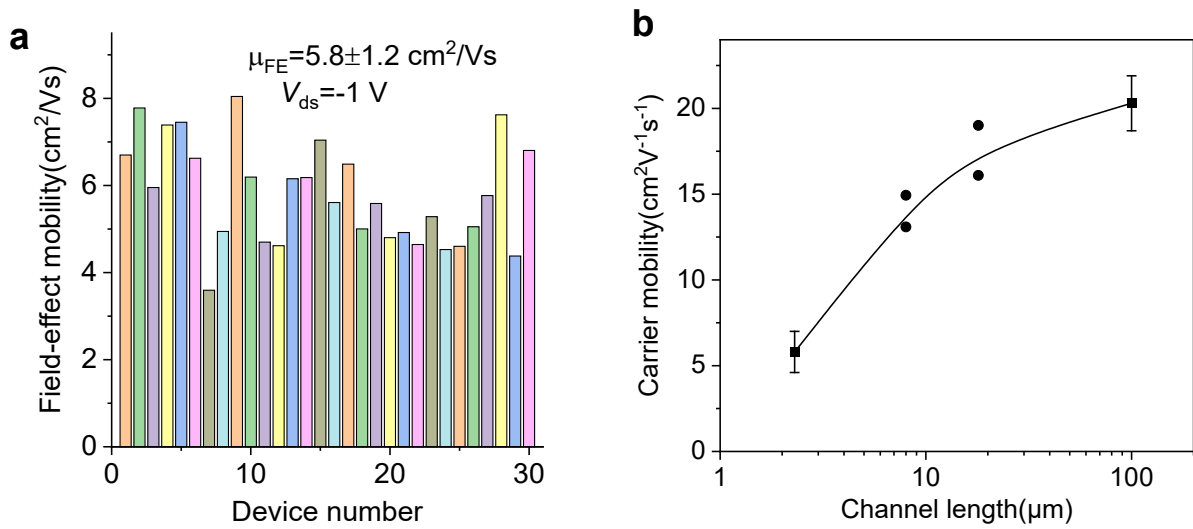 a
μFE=5.8±1.2 cm²/Vs
Vds=-1 V
Field-effect mobility(cm²/Vs)
8
6
4
2
0
0 10 20 30
Device number
b
Carrier mobility(cm²V⁻¹s⁻¹)
20
15
10
5
0
1 10 100
Channel length(μm)